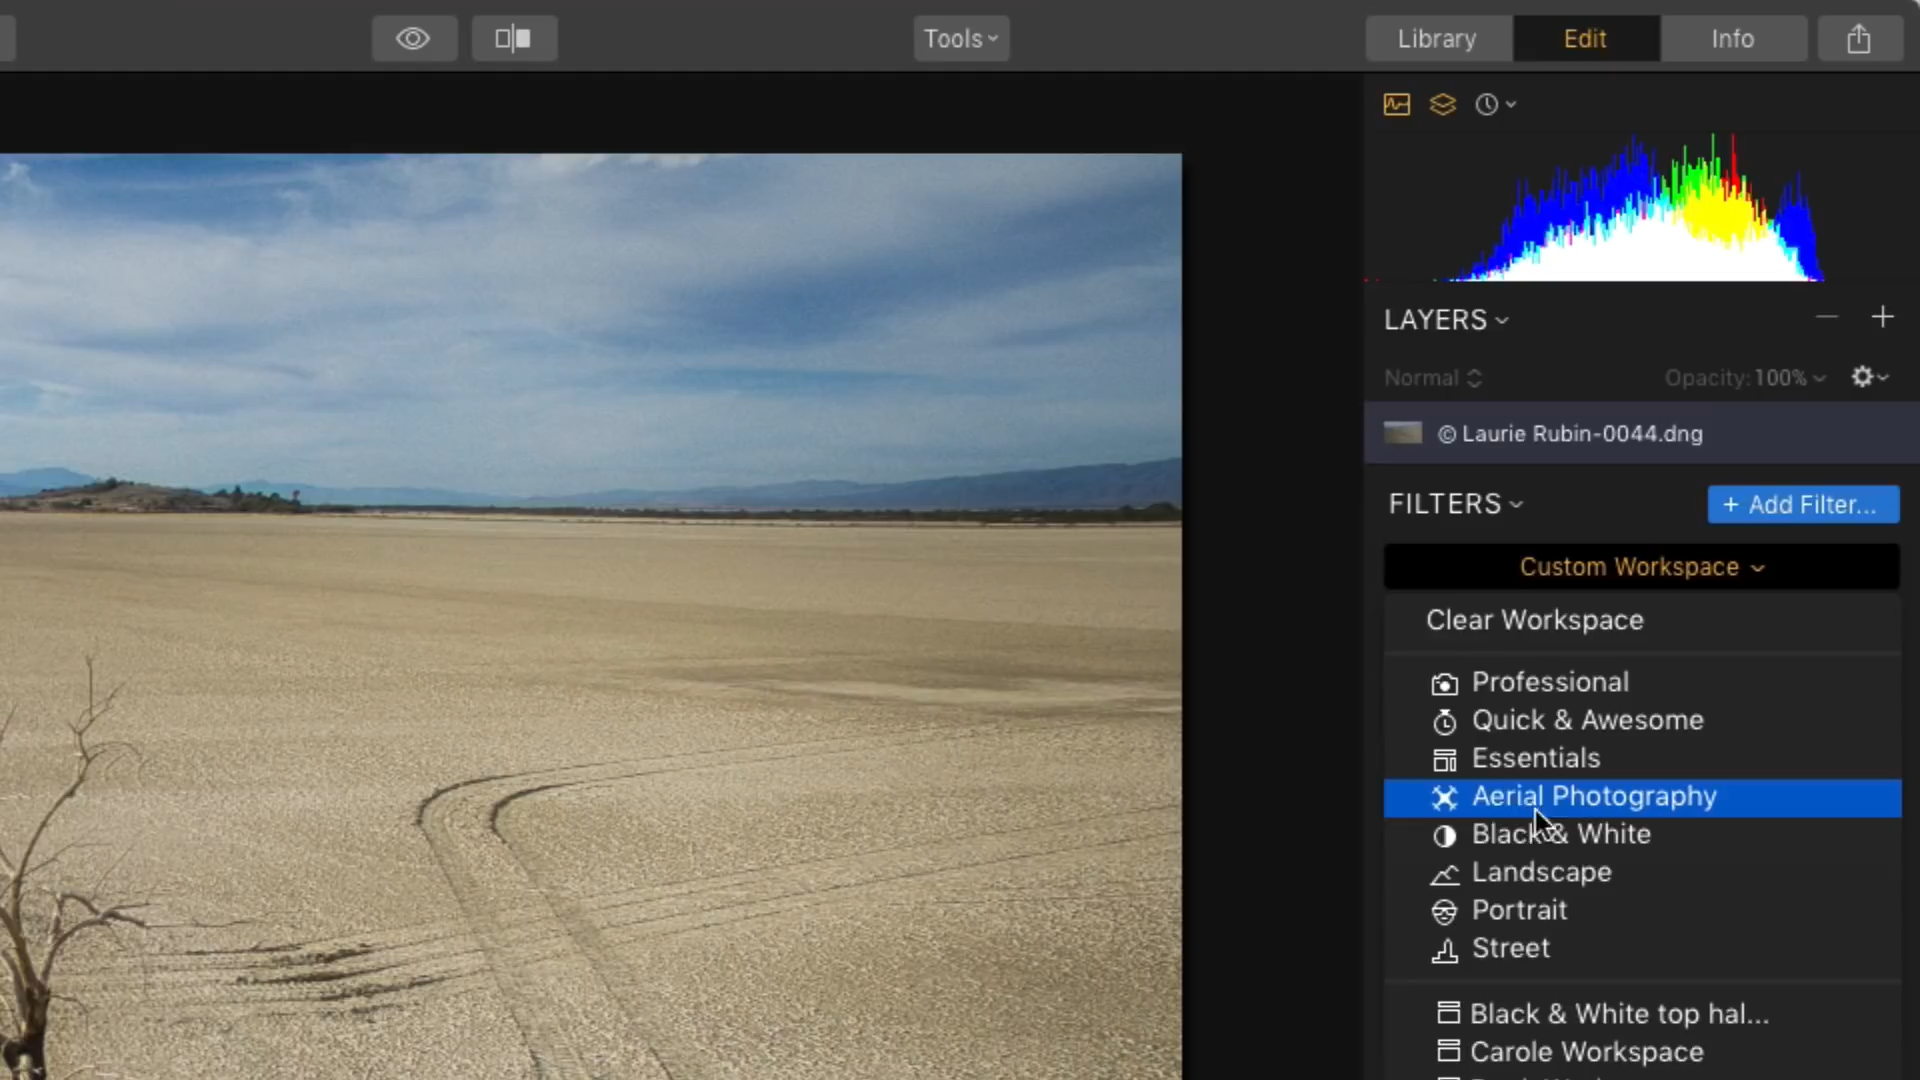 Tools
Library
Edit
Info
LAYERS
Normal
Opacity: 100%
© Laurie Rubin-0044.dng
FILTERS
+ Add Filter...
Custom Workspace
Clear Workspace
Professional
Quick & Awesome
Essentials
Aerial Photography
Black & White
Landscape
Portrait
Street
Black & White top hal...
Carole Workspace